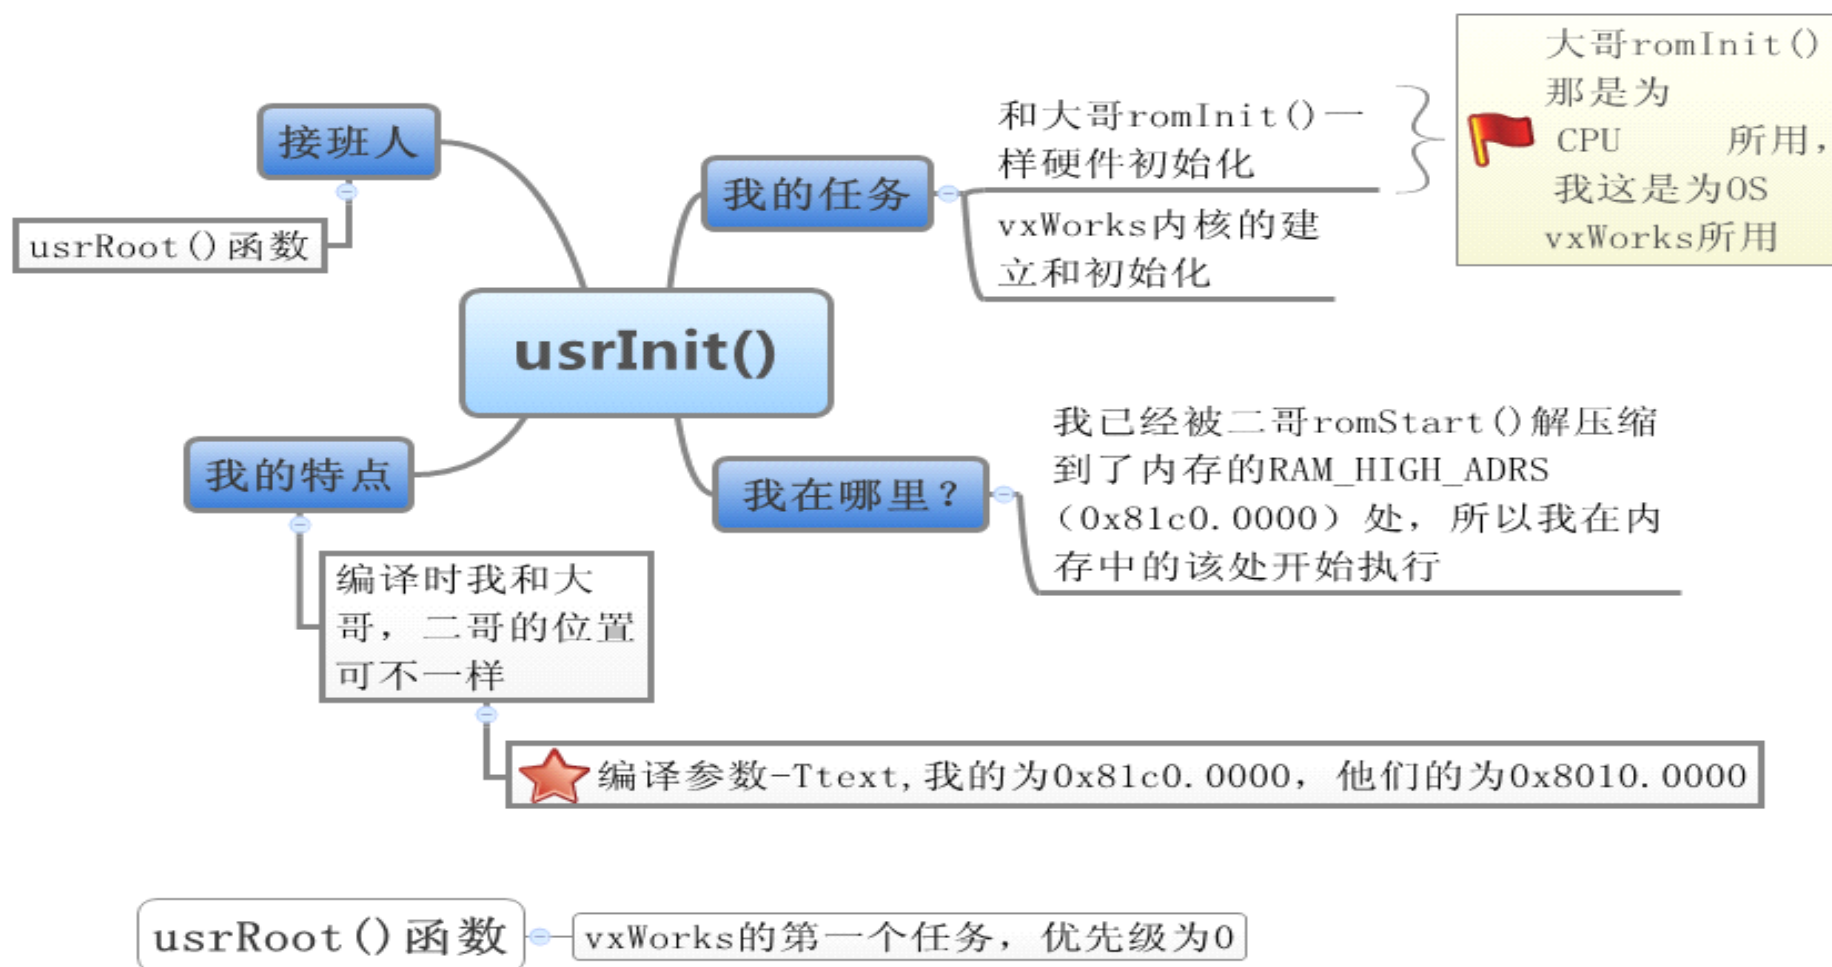 接班人
usrRoot()函数
usrInit()
我的任务
和大哥romInit()一
样硬件初始化
大哥romInit()
那是为
CPU 所用，
我这是为OS
vxWorks所用
vxWorks内核的建
立和初始化
我在哪里？
我已经被二哥romStart()解压缩
到了内存的RAM_HIGH_ADRS
（0x81c0.0000）处，所以我在内
存中的该处开始执行
我的特点
编译时我和大
哥，二哥的位置
可不一样
编译参数-Ttext,我的为0x81c0.0000，他们的为0x8010.0000
usrRoot()函数
vxWorks的第一个任务，优先级为0